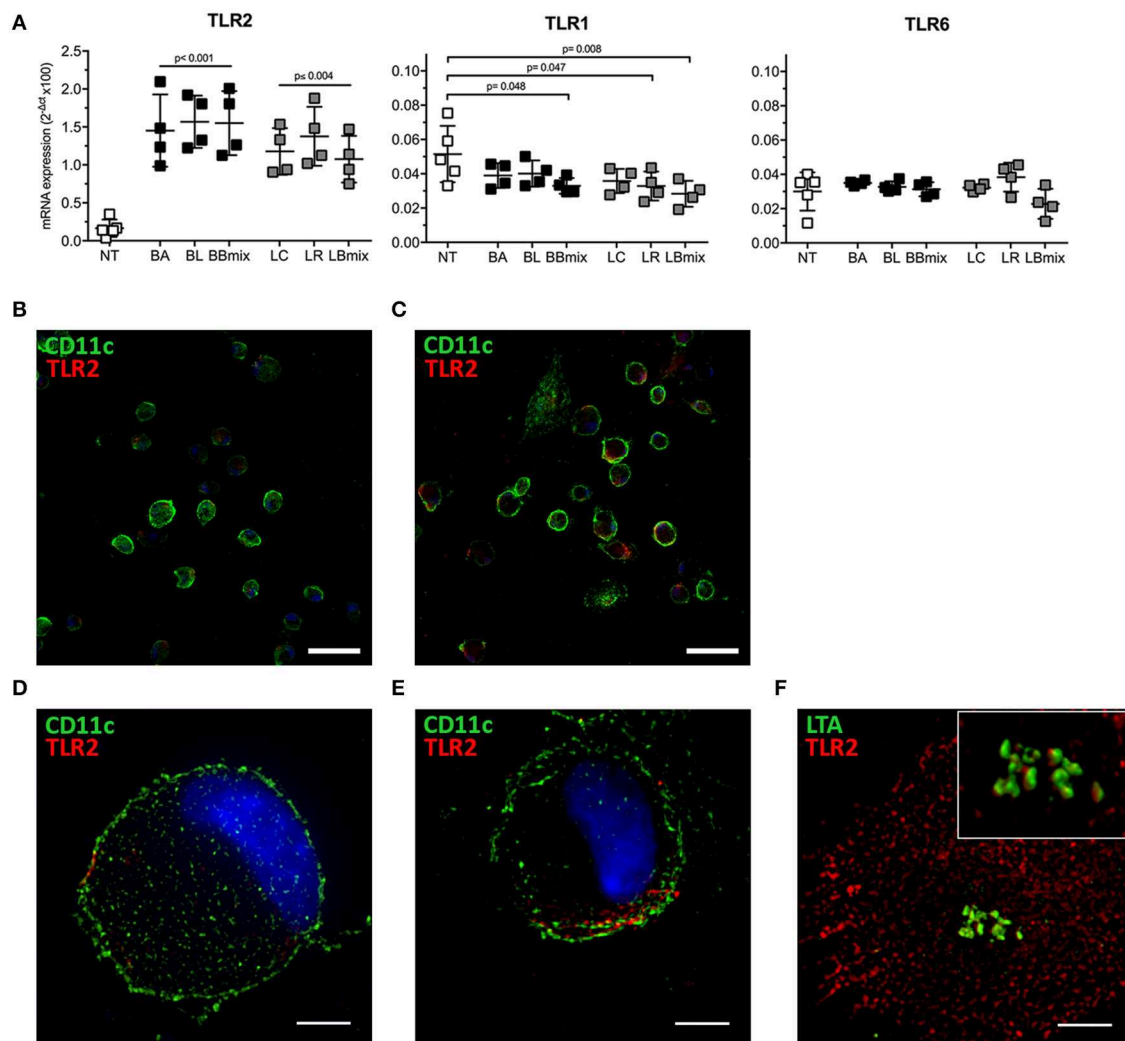 A
TLR2
TLR1
TLR6
mRNA expression (2-Δct x100)
2.5
2.0
1.5
1.0
0.5
0.0
p< 0.001
p≤ 0.004
NT BA BL BBmix LC LR LBmix
0.10
0.08
0.06
0.04
0.02
0.00
p= 0.008
p= 0.047
p= 0.048
NT BA BL BBmix LC LR LBmix
0.10
0.08
0.06
0.04
0.02
0.00
NT BA BL BBmix LC LR LBmix
B
CD11c
TLR2
C
CD11c
TLR2
D
CD11c
TLR2
E
CD11c
TLR2
F
LTA
TLR2